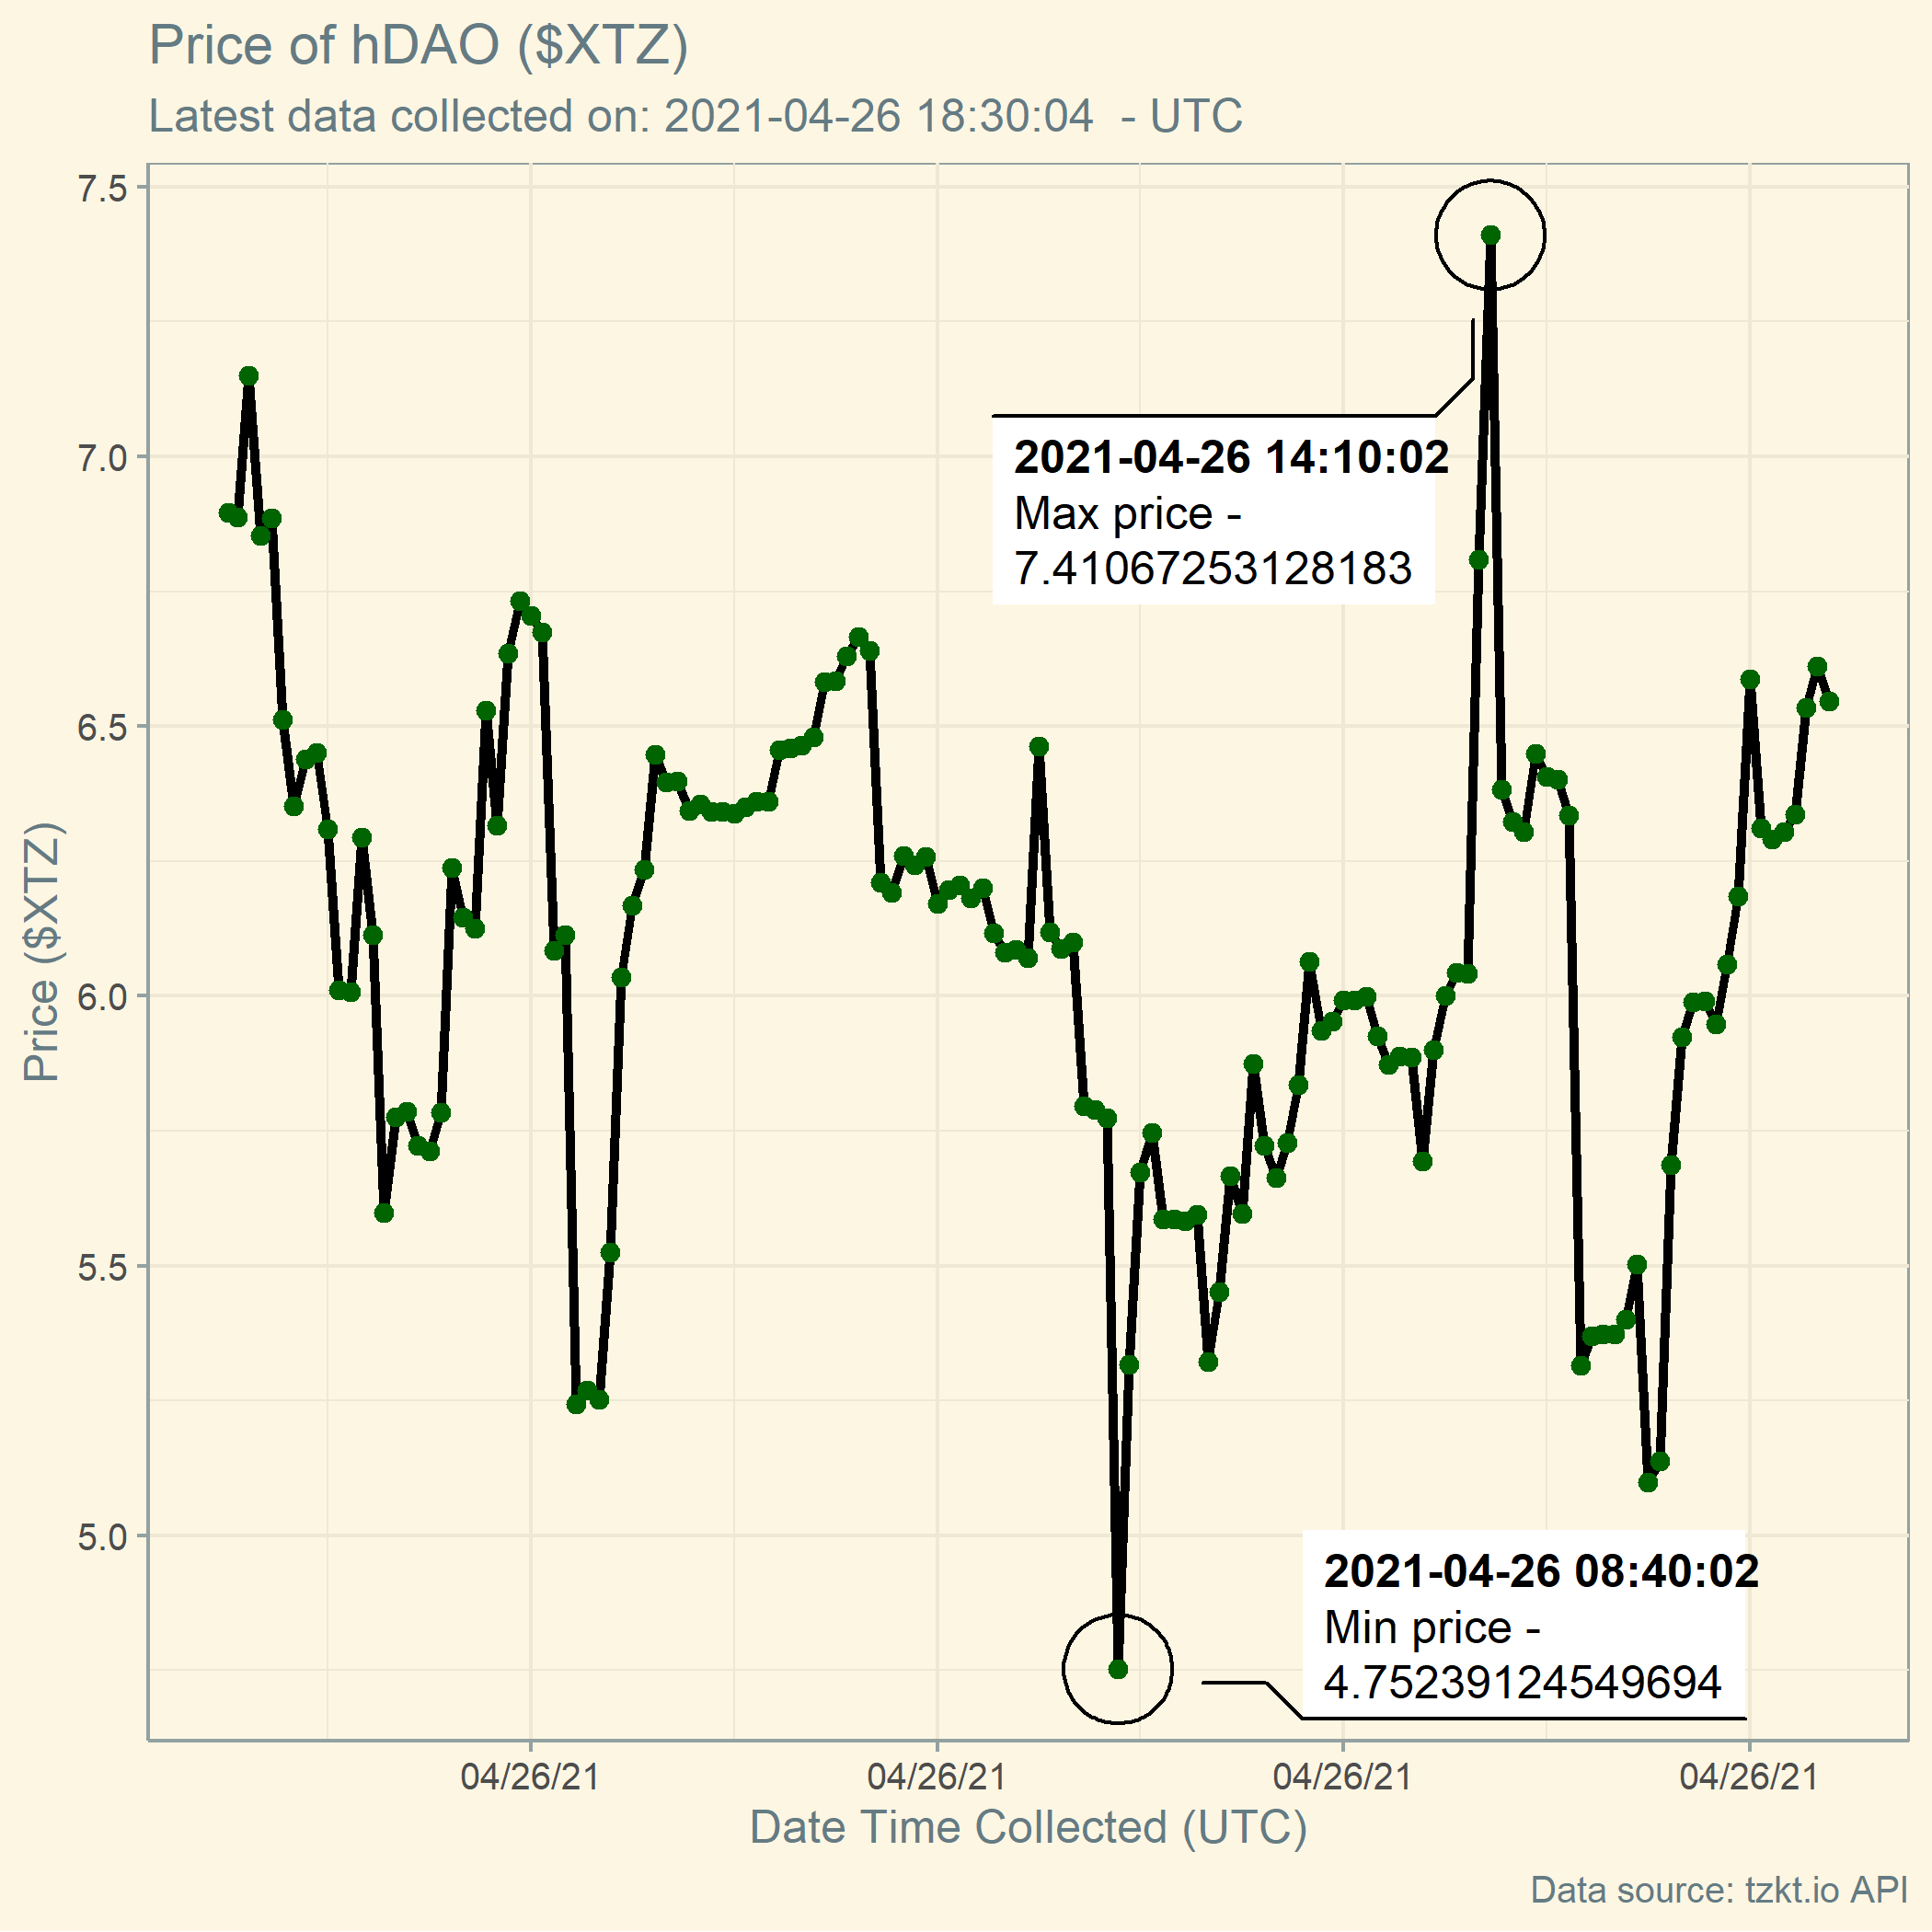 Price of hDAO ($XTZ)
Latest data collected on: 2021-04-26 18:30:04  - UTC
7.5
7.0
6.5
6.0
5.5
5.0
Price ($XTZ)
2021-04-26 14:10:02
Max price -
7.41067253128183
2021-04-26 08:40:02
Min price -
4.75239124549694
04/26/21
04/26/21
04/26/21
04/26/21
Date Time Collected (UTC)
Data source: tzkt.io API